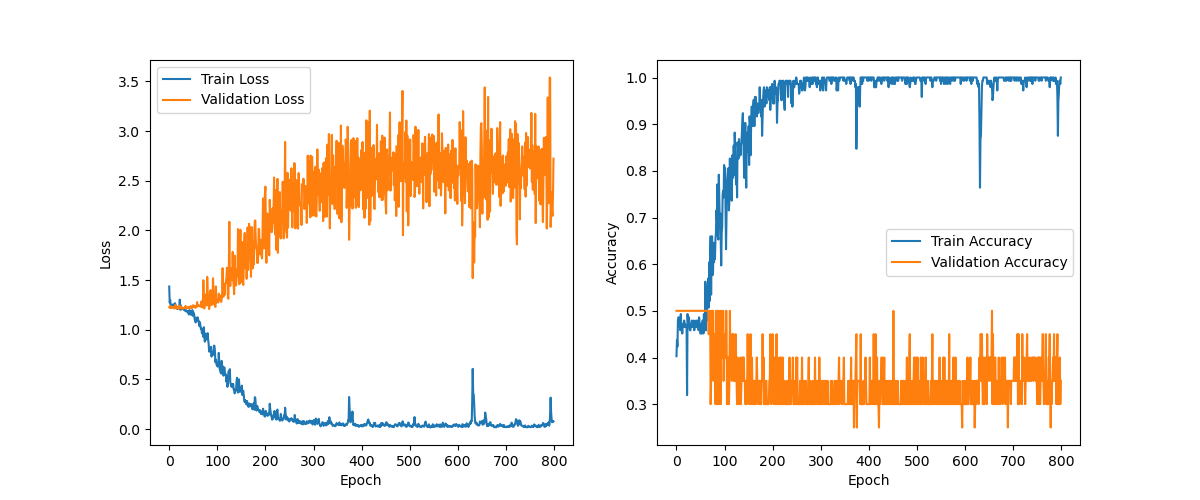 Train Loss
Validation Loss
3.5
3.0
2.5
2.0
1.5
1.0
0.5
0.0
Loss
0 100 200 300 400 500 600 700 800
Epoch
1.0
0.9
0.8
0.7
0.6
0.5
0.4
0.3
Accuracy
Train Accuracy
Validation Accuracy
0 100 200 300 400 500 600 700 800
Epoch